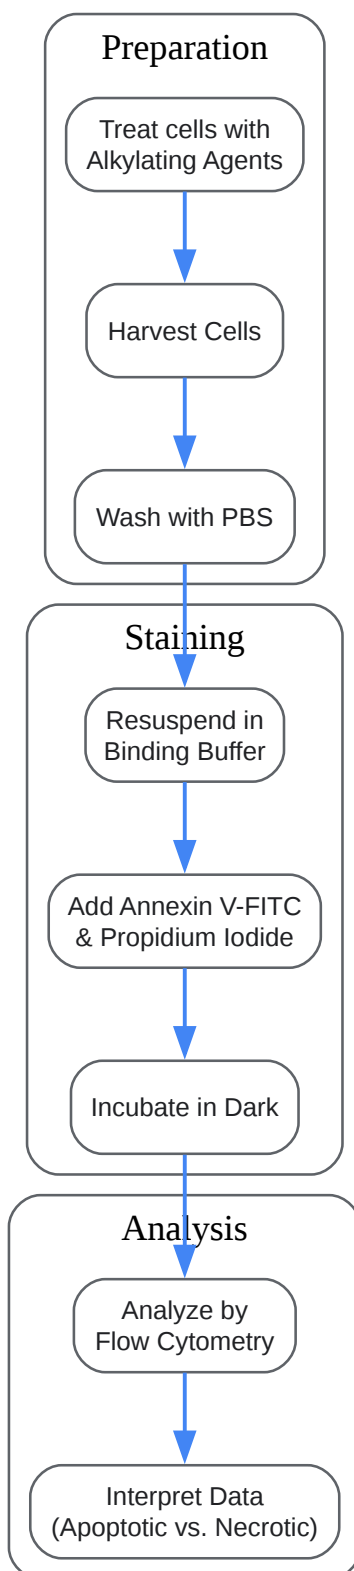 Preparation
Treat cells with
Alkylating Agents
Harvest Cells
Wash with PBS
Staining
Resuspend in
Binding Buffer
Add Annexin V-FITC
& Propidium Iodide
Incubate in Dark
Analysis
Analyze by
Flow Cytometry
Interpret Data
(Apoptotic vs. Necrotic)